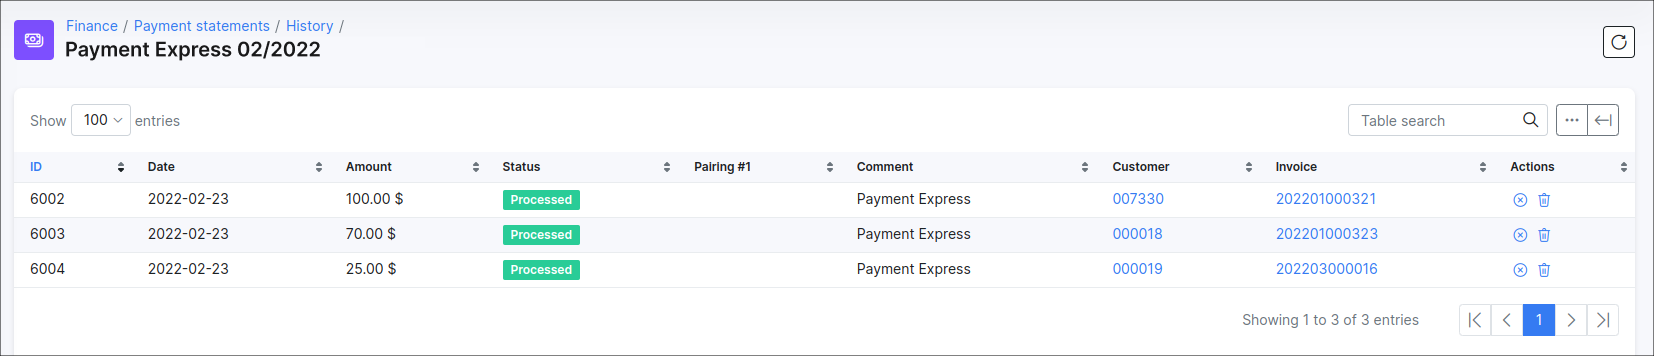 Finance / Payment statements / History /
Payment Express 02/2022
Show 100 entries
Table search
ID Date Amount Status Pairing #1 Comment Customer Invoice Actions
6002 2022-02-23 100.00 $ Processed Payment Express 007330 202201000321
6003 2022-02-23 70.00 $ Processed Payment Express 000018 202201000323
6004 2022-02-23 25.00 $ Processed Payment Express 000019 202203000016
Showing 1 to 3 of 3 entries
1